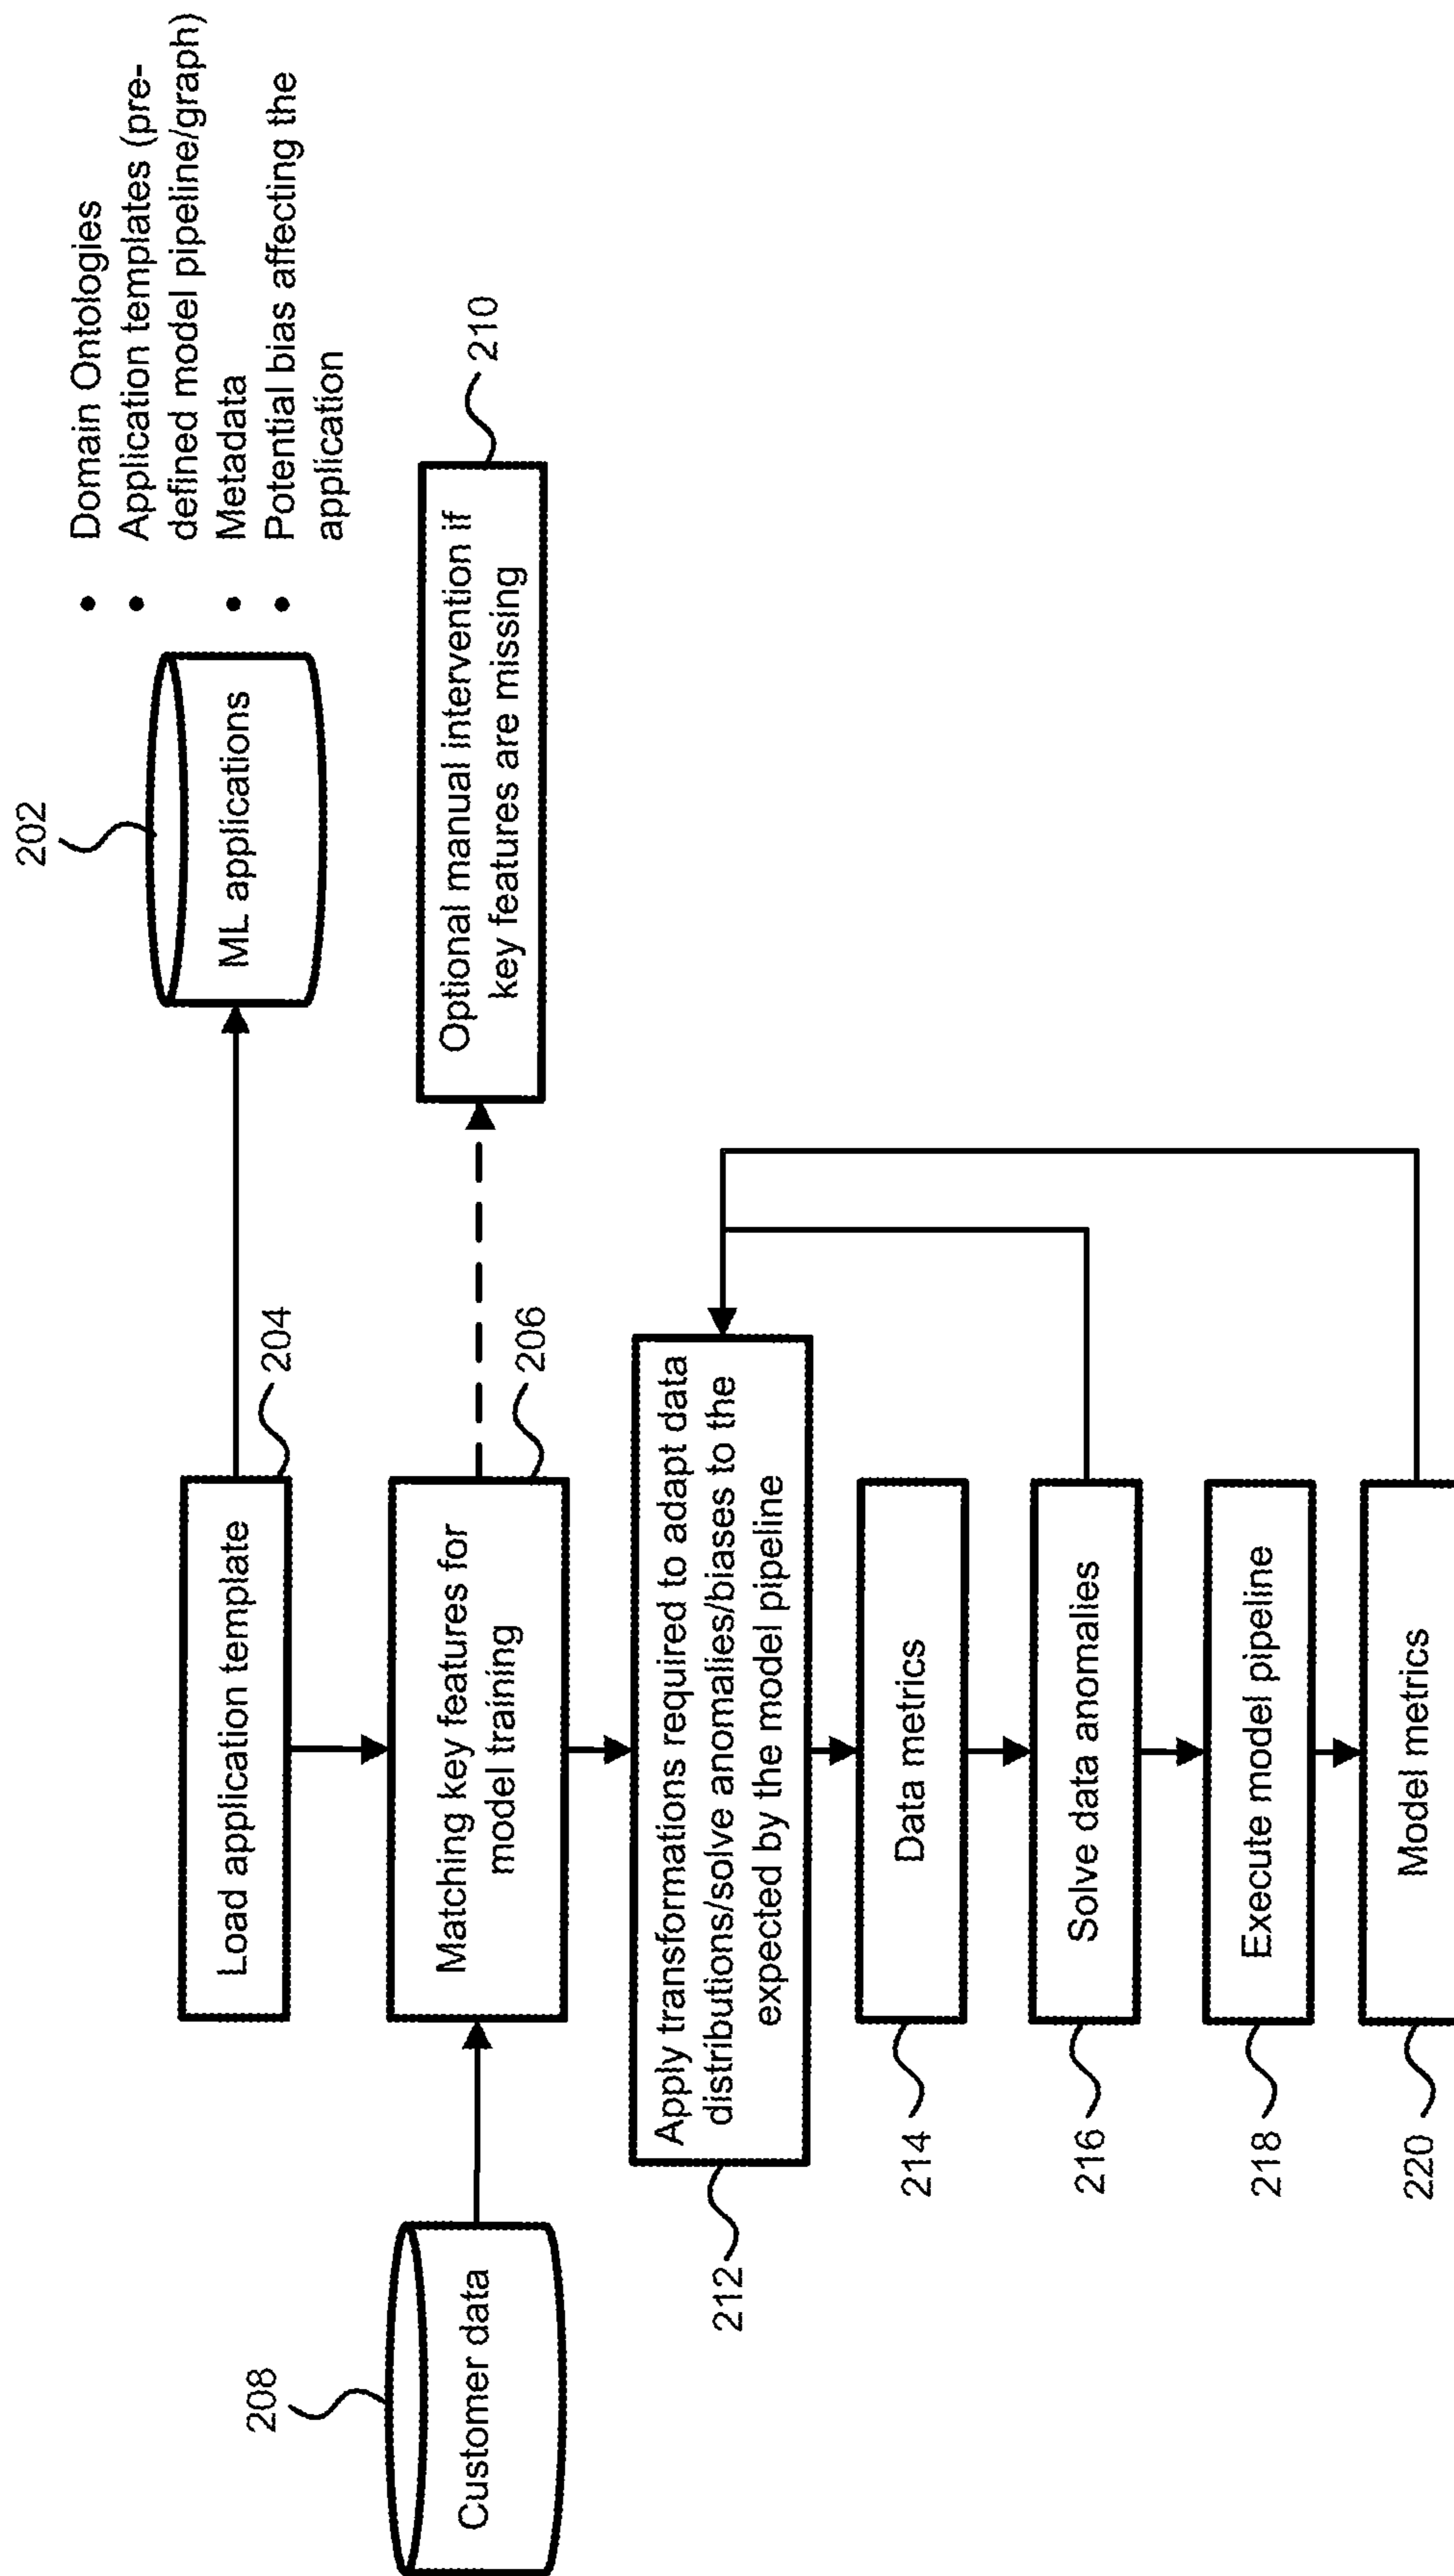 202
ML applications
• Domain Ontologies
• Application templates (pre-
defined model pipeline/graph)
• Metadata
• Potential bias affecting the
application
Load application template
204
208
Customer data
Matching key features for
model training
206
Optional manual intervention if
key features are missing
210
Apply transformations required to adapt data
distributions/solve anomalies/biases to the
expected by the model pipeline
212
Data metrics
214
Solve data anomalies
216
Execute model pipeline
218
Model metrics
220